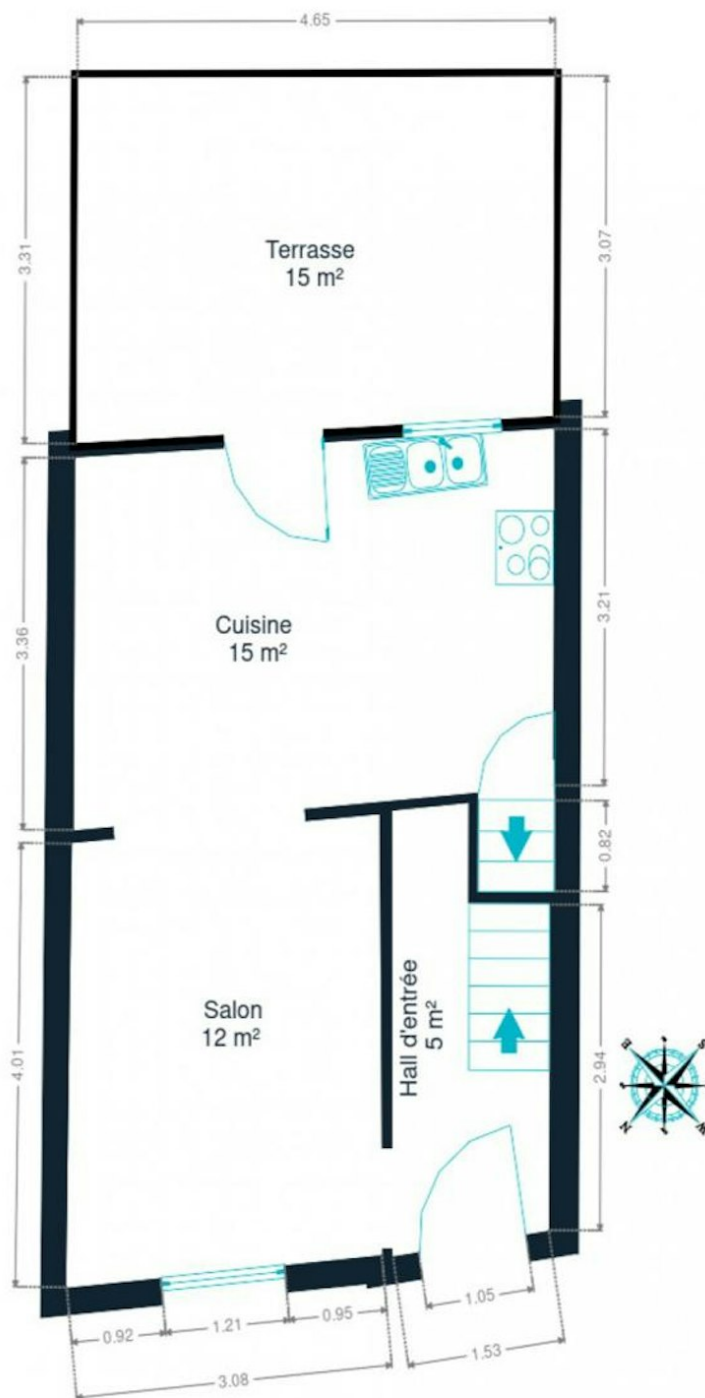 4.65
3.31
3.07
Terrasse
15 m²
3.36
3.21
Cuisine
15 m²
0.82
4.01
Salon
12 m²
Hall d'entrée
5 m²
2.94
E
S
N
W
0.92
1.21
0.95
1.05
3.08
1.53